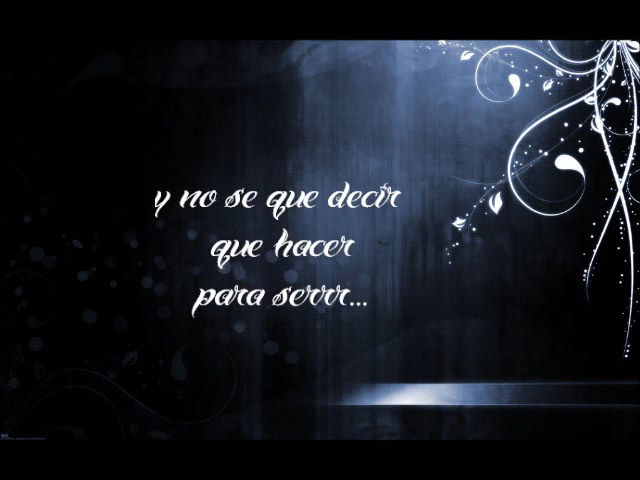 y no se que decir
que hacer
para serrr...